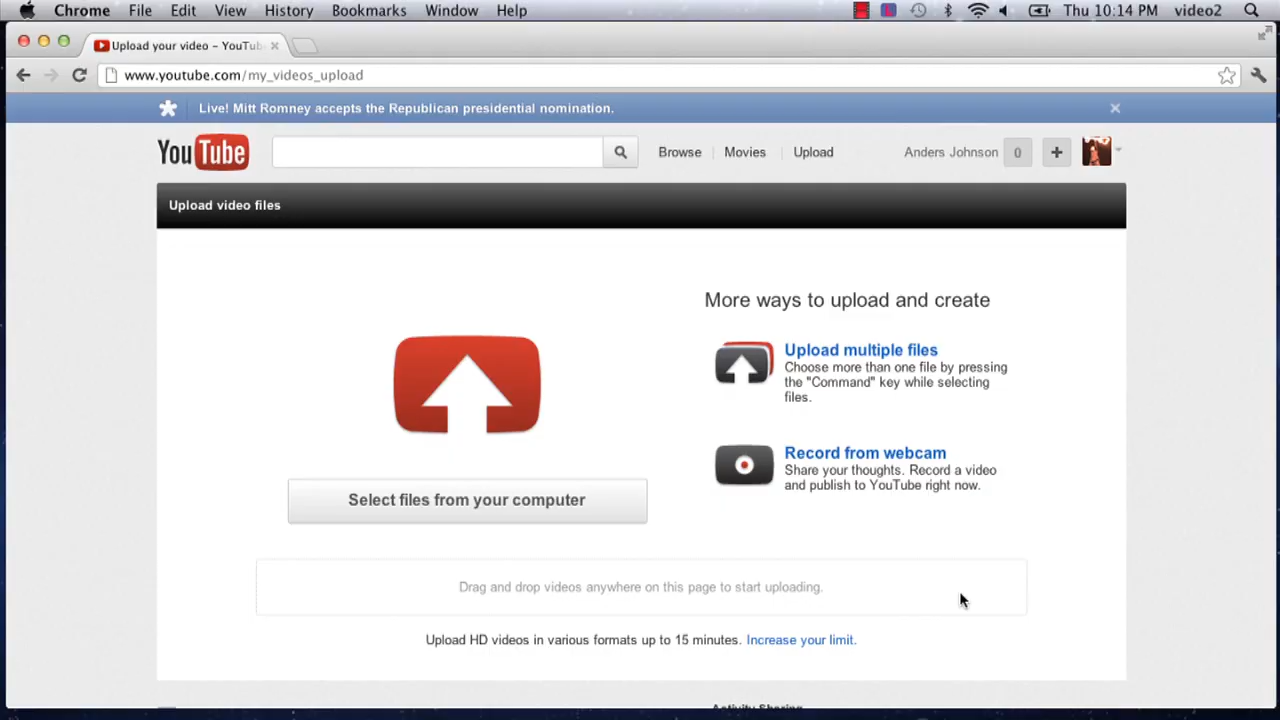 Chrome File Edit View History Bookmarks Window Help Thu 10:14 PM video2
Upload your video - YouTub
www.youtube.com/my_videos_upload
Live! Mitt Romney accepts the Republican presidential nomination.
YouTube Browse Movies Upload Anders Johnson 0
Upload video files
Select files from your computer
More ways to upload and create
Upload multiple files
Choose more than one file by pressing
the "Command" key while selecting
files.
Record from webcam
Share your thoughts. Record a video
and publish to YouTube right now.
Drag and drop videos anywhere on this page to start uploading.
Upload HD videos in various formats up to 15 minutes. Increase your limit.
Activity Sharing